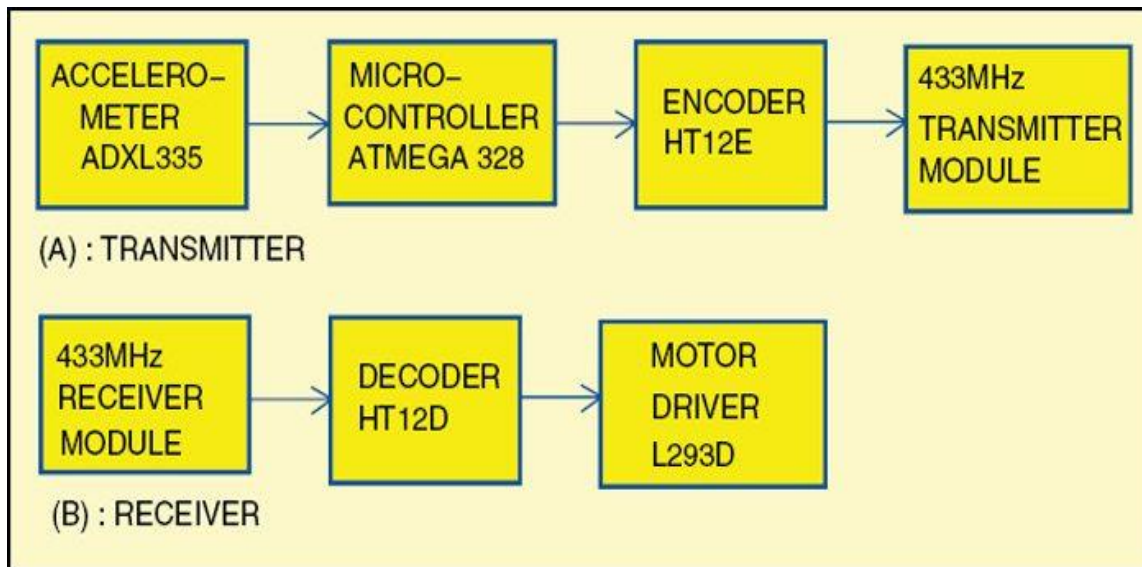 ACCELERO-
METER
ADXL335
MICRO-
CONTROLLER
ATMEGA 328
ENCODER
HT12E
433MHz
TRANSMITTER
MODULE
(A) : TRANSMITTER
433MHz
RECEIVER
MODULE
DECODER
HT12D
MOTOR
DRIVER
L293D
(B) : RECEIVER